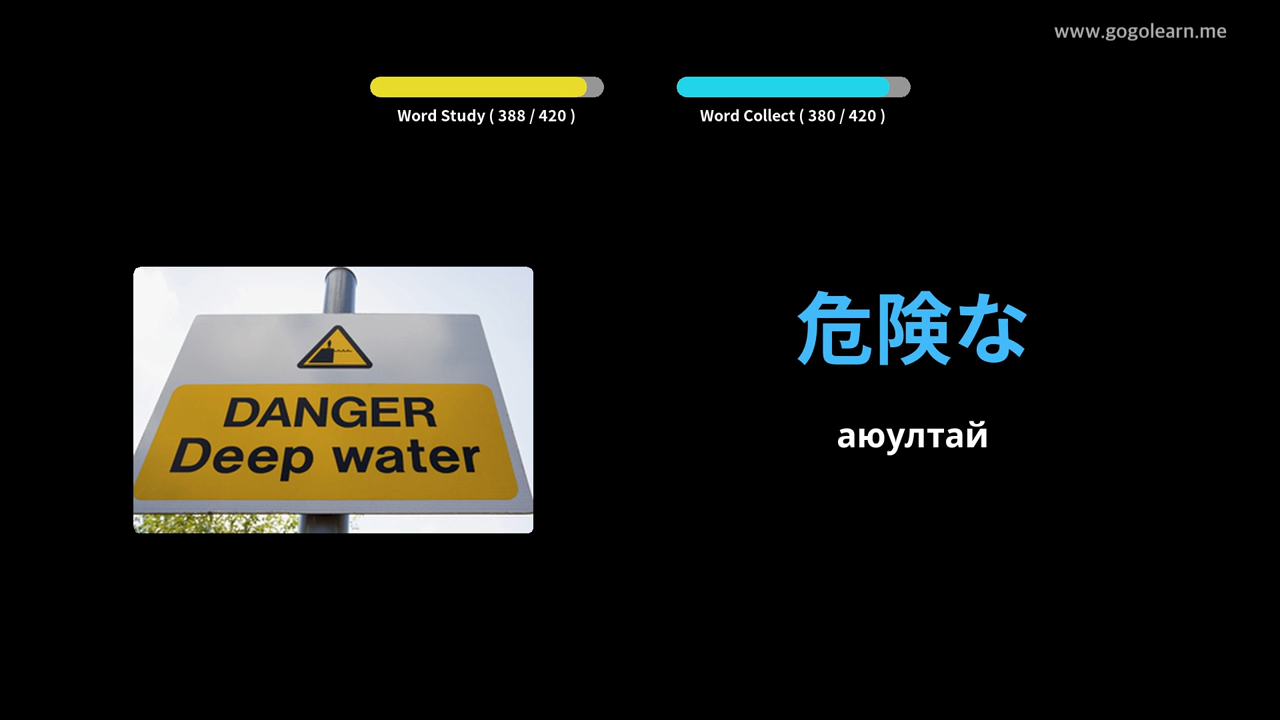 www.gogolearn.me
Word Study ( 388 / 420 )
Word Collect ( 380 / 420 )
DANGER
Deep water
危険な
аюултай